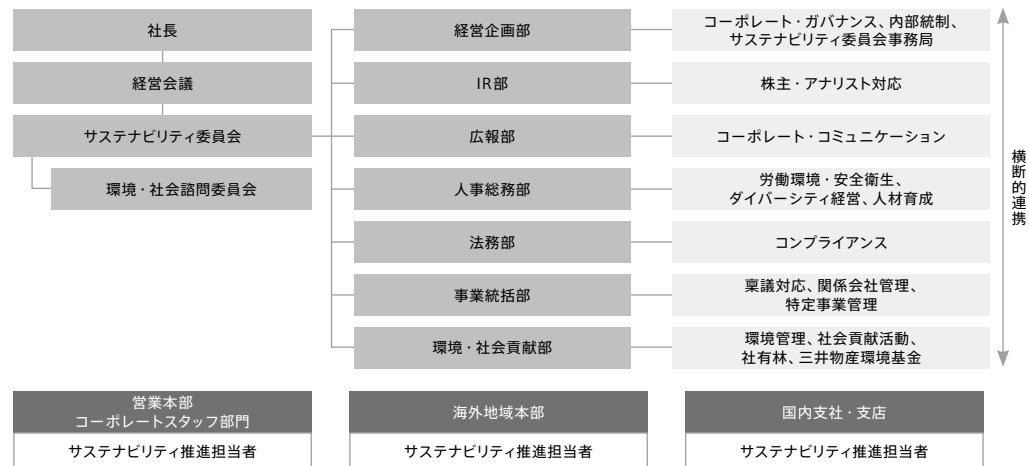 社長
経営会議
サステナビリティ委員会
環境・社会諮問委員会
経営企画部
コーポレート・ガバナンス、内部統制、
サステナビリティ委員会事務局
IR部
株主・アナリスト対応
広報部
コーポレート・コミュニケーション
人事総務部
労働環境・安全衛生、
ダイバーシティ経営、人材育成
法務部
コンプライアンス
事業統括部
稟議対応、関係会社管理、
特定事業管理
環境・社会貢献部
環境管理、社会貢献活動、
社有林、三井物産環境基金
横断的連携
営業本部
コーポレートスタッフ部門
サステナビリティ推進担当者
海外地域本部
サステナビリティ推進担当者
国内支社・支店
サステナビリティ推進担当者